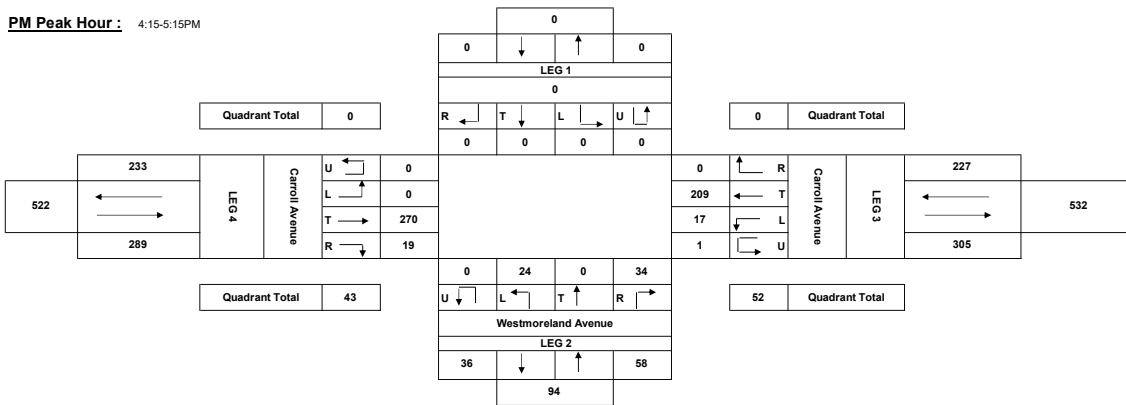 PM Peak Hour : 4:15-5:15PM
0
0 0
LEG 1
0
Quadrant Total 0
R T L U
0 Quadrant Total
0 0 0 0
233
U 0
0 R
227
522
LEG 4
Carroll Avenue
L 0
209 T
Carroll Avenue
LEG 3
532
T 270
17 L
289
R 19
1 U
305
0 24 0 34
Quadrant Total 43
U L T R
52 Quadrant Total
Westmoreland Avenue
LEG 2
36 58
94